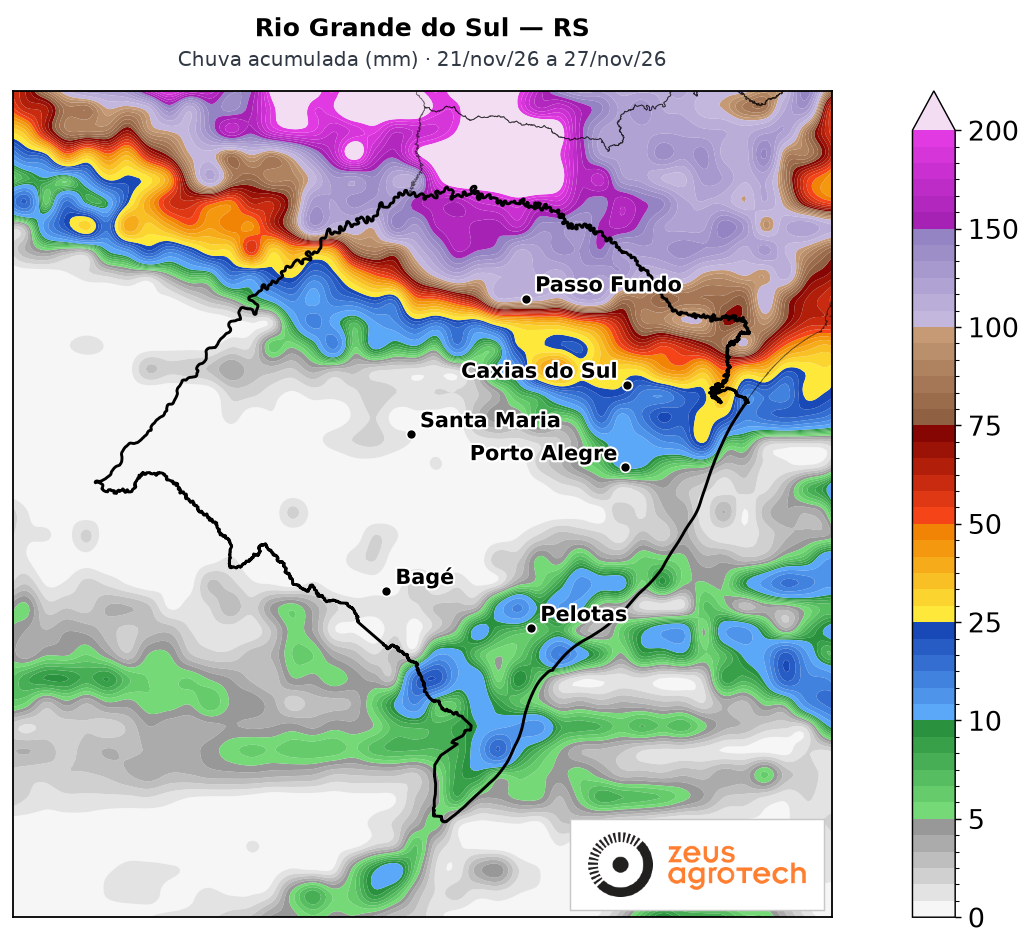 Rio Grande do Sul — RS
Chuva acumulada (mm) · 21/nov/26 a 27/nov/26
Passo Fundo
Caxias do Sul
Santa Maria
Porto Alegre
Bagé
Pelotas
200
150
100
75
50
25
10
5
0
zeus
agrotech